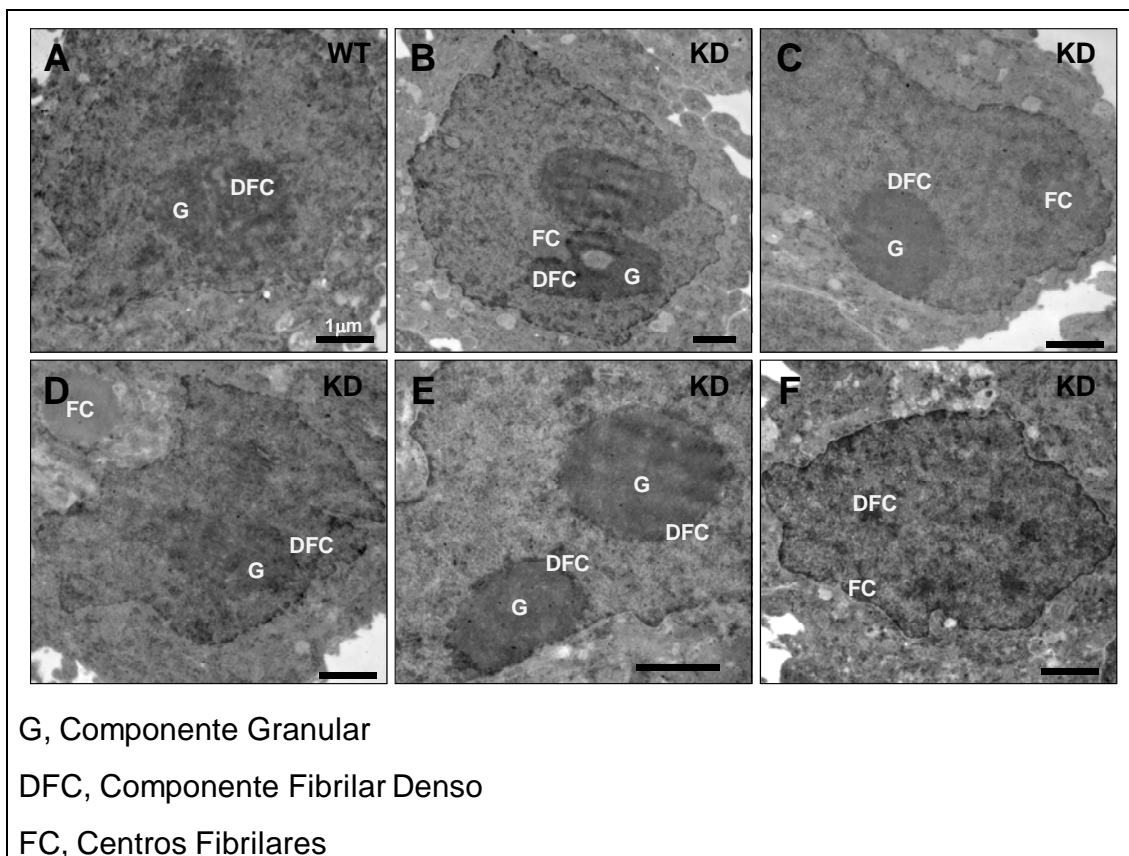 A WT
B KD
C KD
DFC
G
1µm
FC
DFC
G
DFC
FC
G
D KD
E KD
F KD
FC
DFC
G
G
DFC
DFC
G
DFC
FC
G, Componente Granular
DFC, Componente Fibrilar Denso
FC, Centros Fibrilares